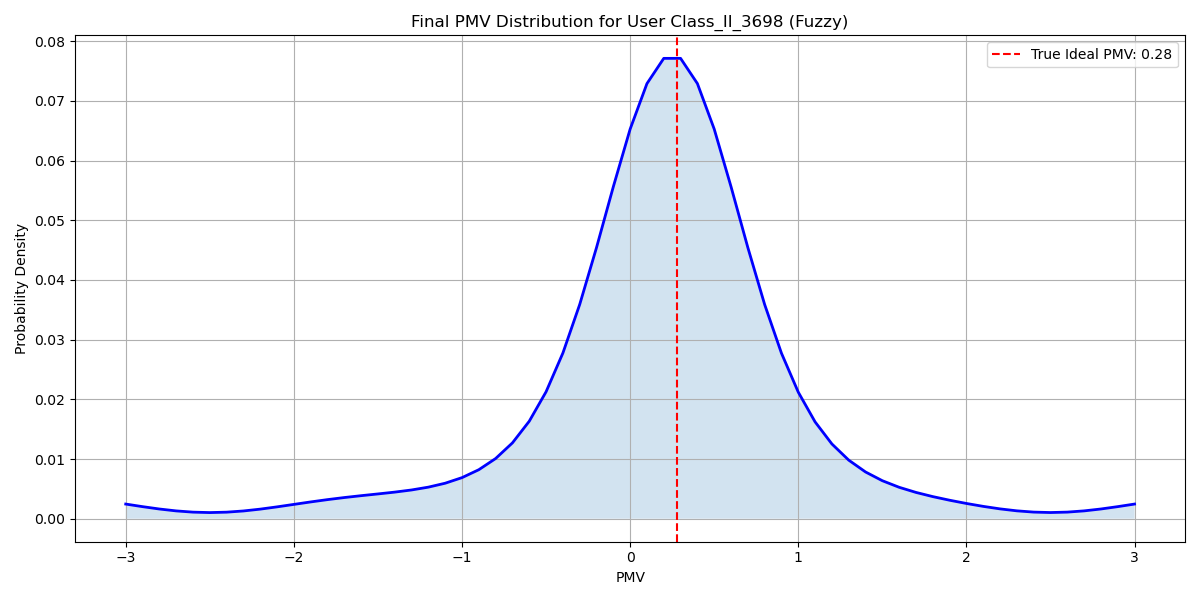 Final PMV Distribution for User Class_II_3698 (Fuzzy)
True Ideal PMV: 0.28
Probability Density
0.08
0.07
0.06
0.05
0.04
0.03
0.02
0.01
0.00
−3 −2 −1 0 1 2 3
PMV